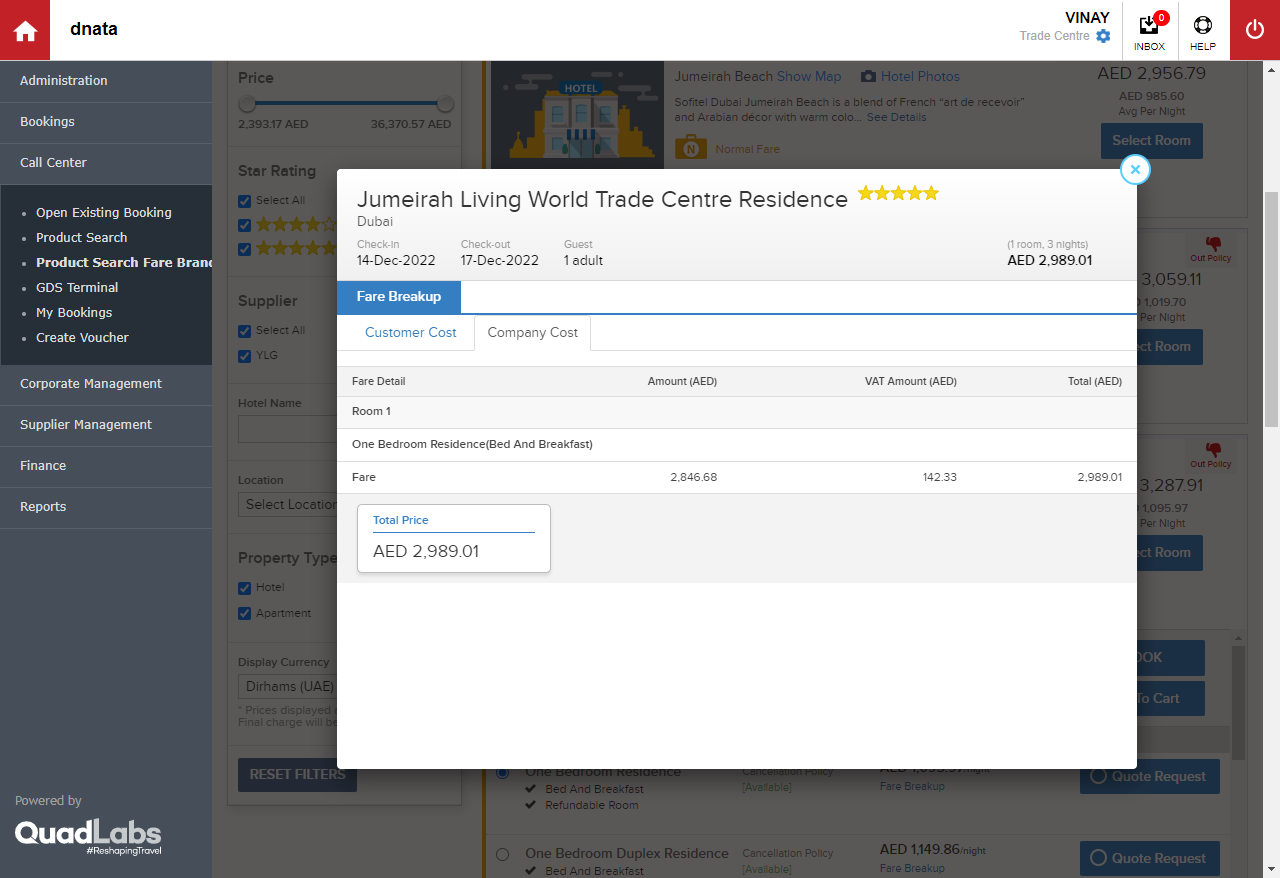 dnata
VINAY
Trade Centre
0
INBOX
HELP
Administration
Bookings
Call Center
Open Existing Booking
Product Search
Product Search Fare Bran
GDS Terminal
My Bookings
Create Voucher
Corporate Management
Supplier Management
Finance
Reports
Powered by
QuadLabs
#ReshapingTravel
Price
2,393.17 AED 36,370.57 AED
Star Rating
Select All
Supplier
Select All
YLG
Hotel Name
Location
Select Location
Property Type
Hotel
Apartment
Display Currency
Dirhams (UAE)
* Prices displayed
Final charge will be
RESET FILTERS
HOTEL
Jumeirah Beach Show Map Hotel Photos
Sofitel Dubai Jumeirah Beach is a blend of French “art de recevoir”
and Arabian décor with warm colo... See Details
N Normal Fare
AED 2,956.79
AED 985.60
Avg Per Night
Select Room
Jumeirah Living World Trade Centre Residence
Dubai
Check-in Check-out Guest (1 room, 3 nights)
14-Dec-2022 17-Dec-2022 1 adult AED 2,989.01
Fare Breakup
Customer Cost Company Cost
Fare Detail Amount (AED) VAT Amount (AED) Total (AED)
Room 1
One Bedroom Residence(Bed And Breakfast)
Fare 2,846.68 142.33 2,989.01
Total Price
AED 2,989.01
Out Policy
3,059.11
1,019.70
Per Night
ect Room
Out Policy
3,287.91
1,095.97
Per Night
ect Room
OOK
To Cart
One Bedroom Residence Cancellation Policy AED 1,095.97/night Quote Request
Bed And Breakfast [Available] Fare Breakup
Refundable Room
One Bedroom Duplex Residence Cancellation Policy AED 1,149.86/night Quote Request
Bed And Breakfast [Available] Fare Breakup